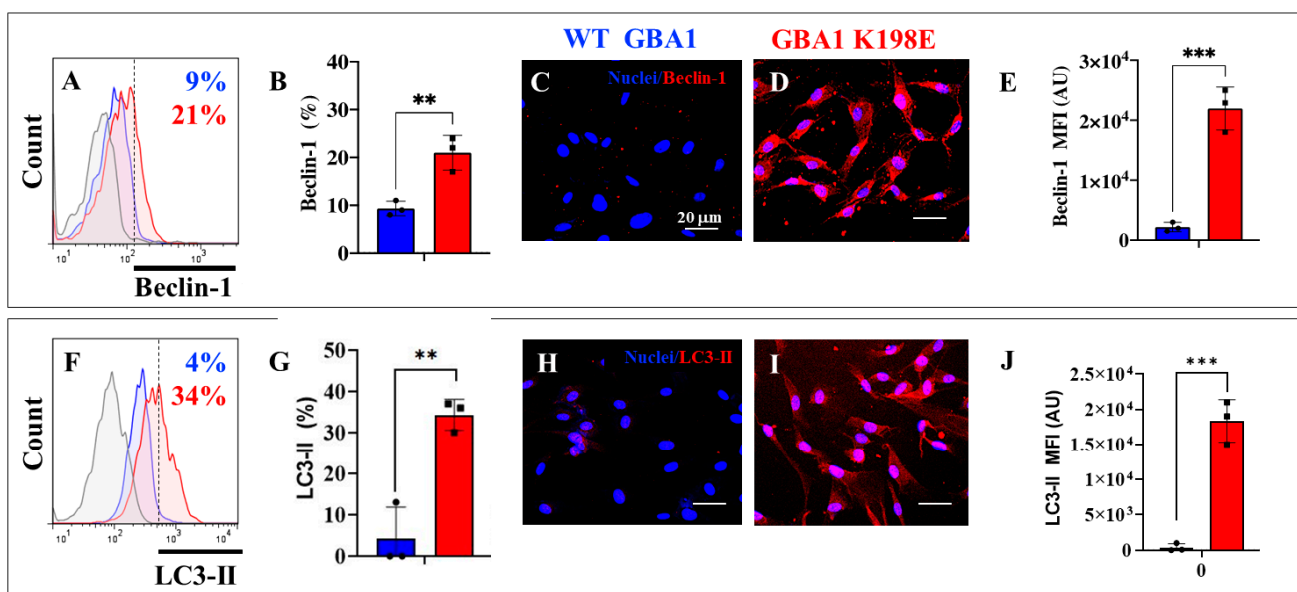 WT GBA1
GBA1 K198E
A
9%
21%
Count
10¹
10²
10³
Beclin-1
B
**
Beclin-1 (%)
40
30
20
10
0
C
Nuclei/Beclin-1
20 µm
D
E
***
Beclin-1 MFI (AU)
3×10⁴
2×10⁴
1×10⁴
0
F
4%
34%
Count
10¹
10²
10³
10⁴
LC3-II
G
**
LC3-II (%)
50
40
30
20
10
0
H
Nuclei/LC3-II
I
J
***
LC3-II MFI (AU)
2.5×10⁴
2×10⁴
1.5×10⁴
1×10⁴
5×10³
0
0